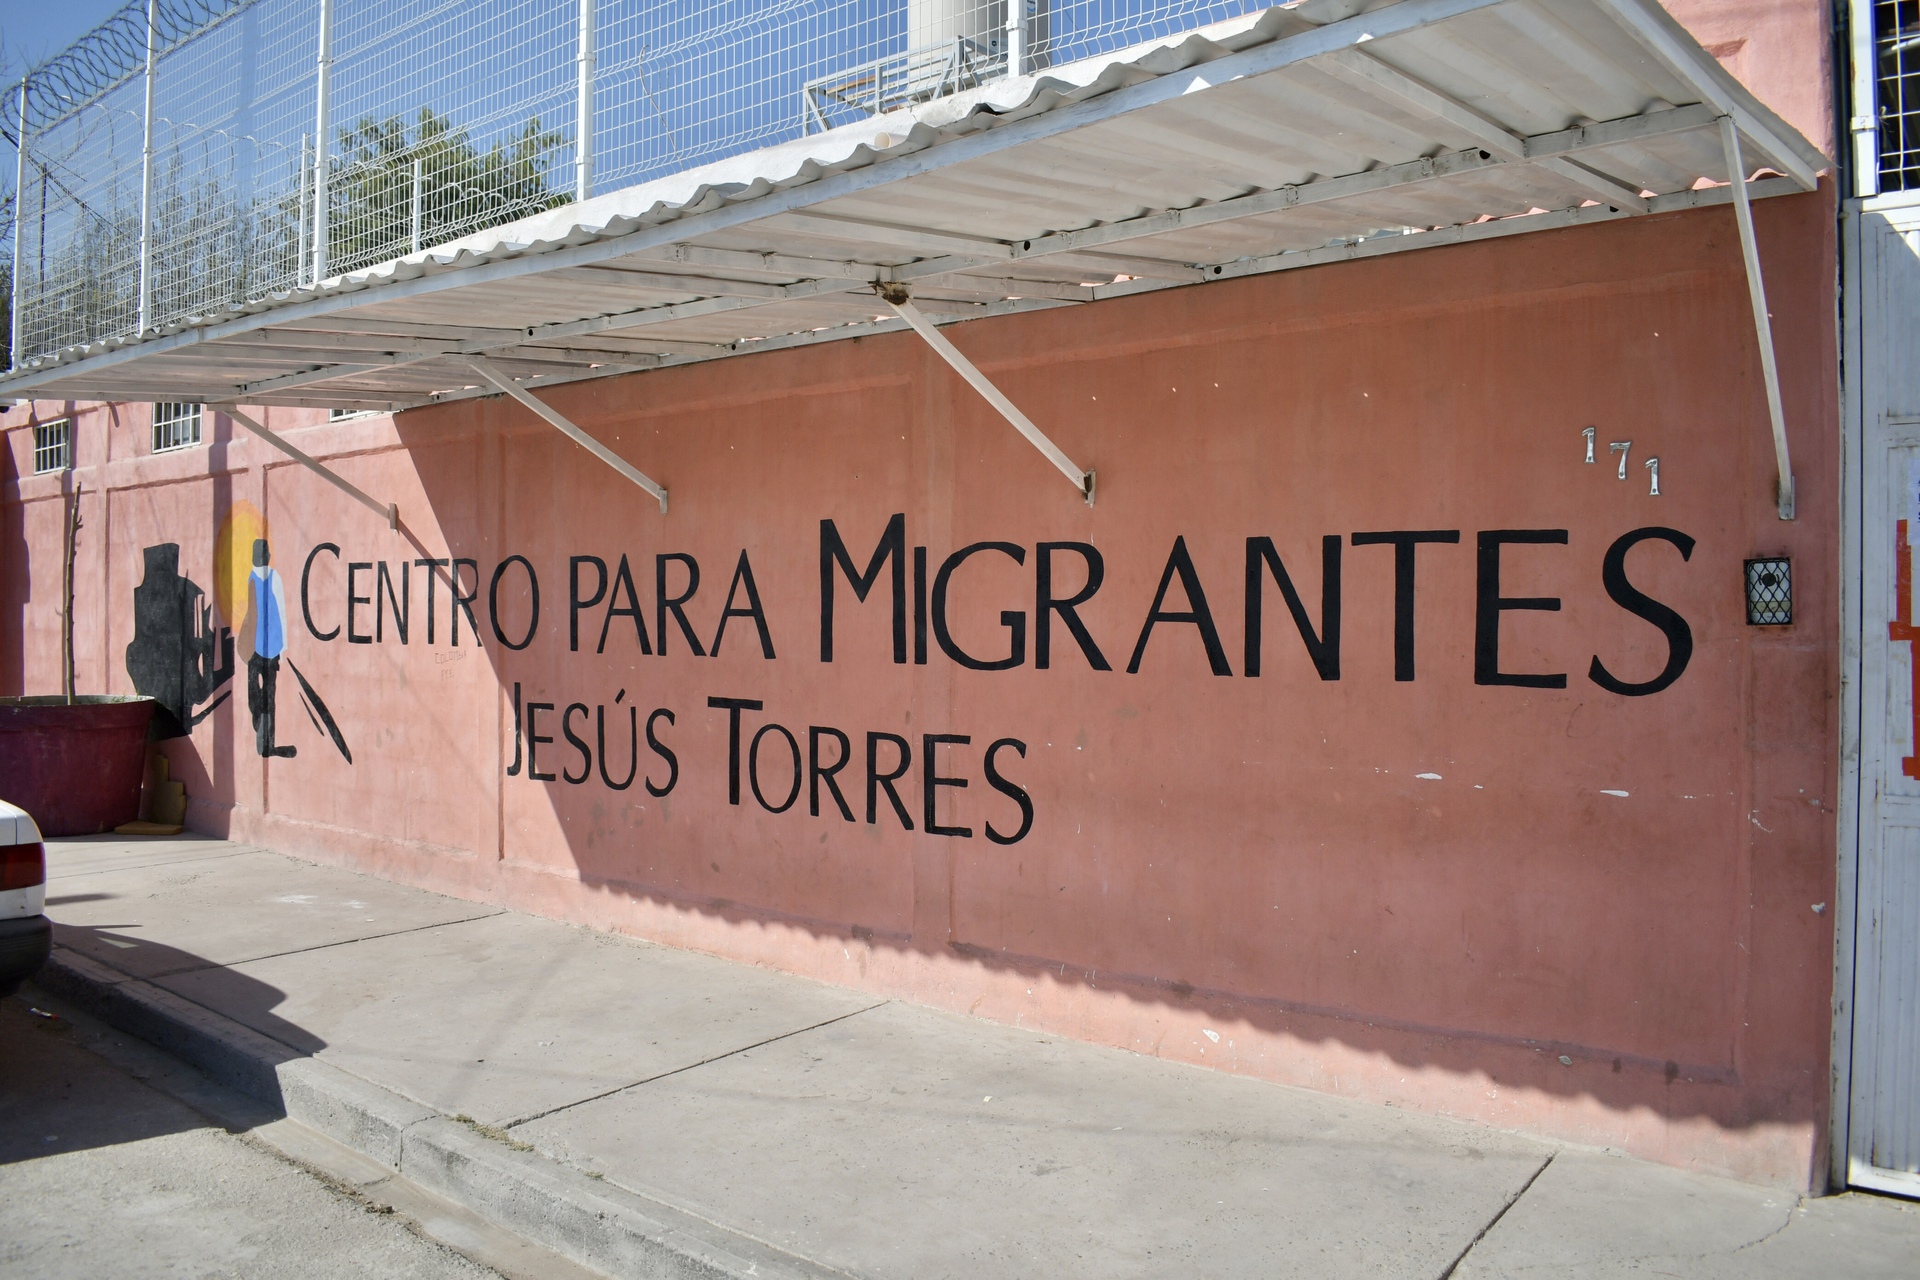 171
CENTRO PARA MIGRANTES
JESÚS TORRES